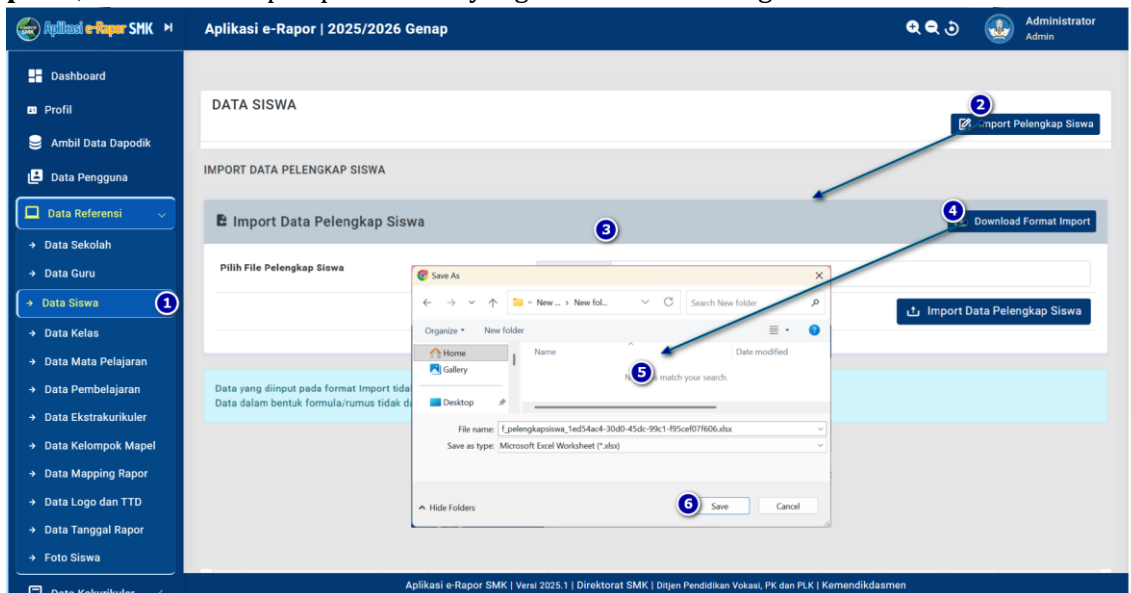 Aplikasi e-Rapor SMK
Aplikasi e-Rapor | 2025/2026 Genap
Administrator
Admin
Dashboard
Profil
Ambil Data Dapodik
Data Pengguna
Data Referensi
Data Sekolah
Data Guru
Data Siswa
1
Data Kelas
Data Mata Pelajaran
Data Pembelajaran
Data Ekstrakurikuler
Data Kelompok Mapel
Data Mapping Rapor
Data Logo dan TTD
Data Tanggal Rapor
Foto Siswa
DATA SISWA
2
Import Pelengkap Siswa
IMPORT DATA PELENGKAP SISWA
Import Data Pelengkap Siswa
3
4
Download Format Import
Pilih File Pelengkap Siswa
Import Data Pelengkap Siswa
Data yang diinput pada format Import
Data dalam bentuk formula/rumus tidak
Save As
New ... › New fol...
Search New folder
Organize
New folder
Home
Gallery
Desktop
Name
Date modified
5
match your search.
File name: f_pelengkapsiswa_1ed54ac4-30d0-45dc-99c1-f95cef07f606.xlsx
Save as type: Microsoft Excel Worksheet (*.xlsx)
Hide Folders
6
Save
Cancel
Aplikasi e-Rapor SMK | Versi 2025.1 | Direktorat SMK | Ditjen Pendidikan Vokasi, PK dan PLK | Kemendikdasmen